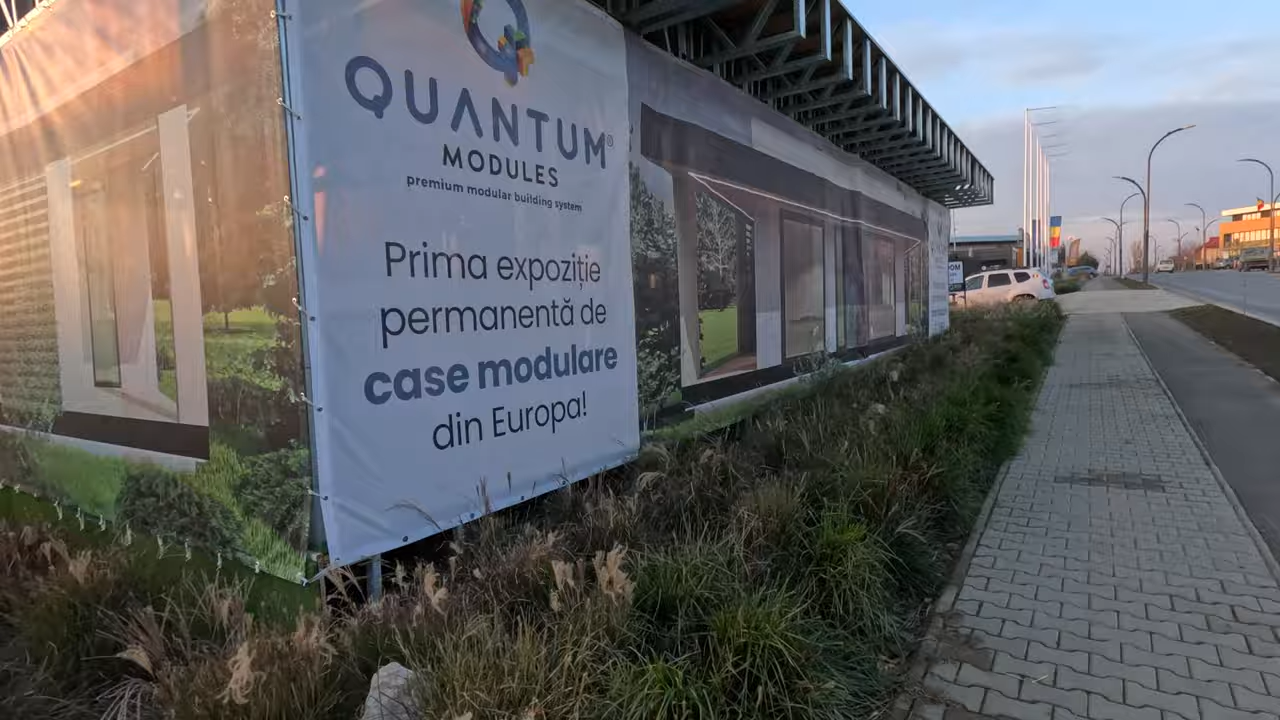 QUANTUM®
MODULES
premium modular building system
Prima expoziție
permanentă de
case modulare
din Europa!